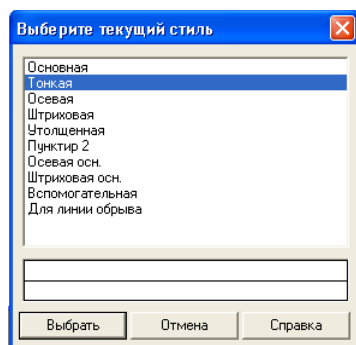 Выберите текущий стиль
Основная
Тонкая
Осевая
Штриховая
Утолщенная
Пунктир 2
Осевая осн.
Штриховая осн.
Вспомогательная
Для линии обрыва
Выбрать Отмена Справка